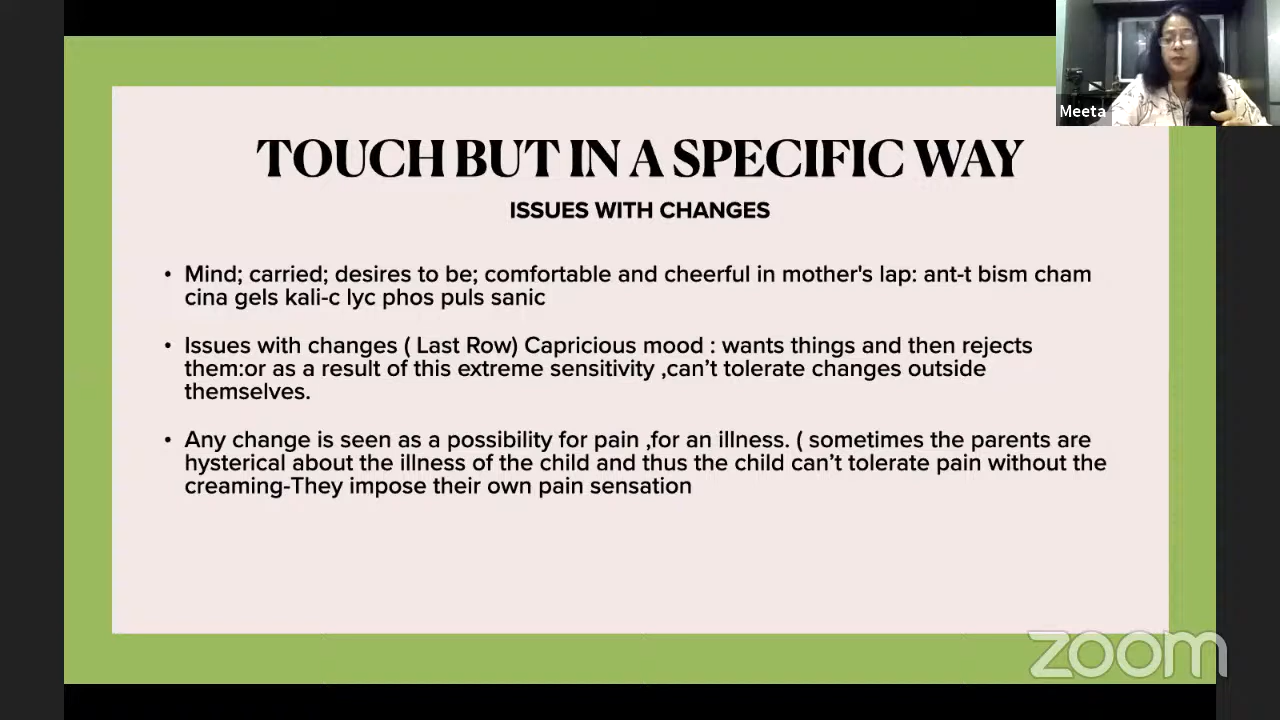 Meeta
TOUCH BUT IN A SPECIFIC WAY
ISSUES WITH CHANGES
• Mind; carried; desires to be; comfortable and cheerful in mother's lap: ant-t bism cham
cina gels kali-c lyc phos puls sanic
• Issues with changes ( Last Row) Capricious mood : wants things and then rejects
them:or as a result of this extreme sensitivity ,can’t tolerate changes outside
themselves.
• Any change is seen as a possibility for pain ,for an illness. ( sometimes the parents are
hysterical about the illness of the child and thus the child can’t tolerate pain without the
creaming-They impose their own pain sensation
zoom